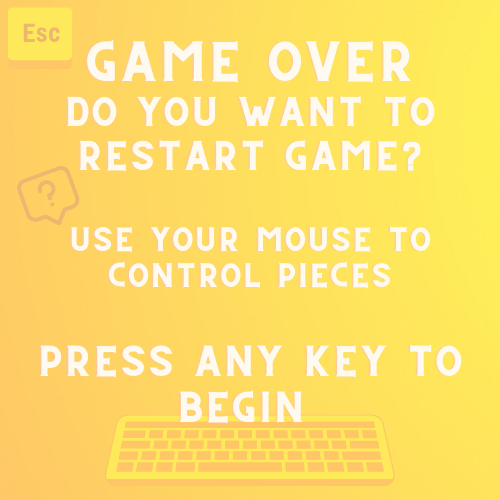 Esc
GAME OVER
DO YOU WANT TO
RESTART GAME?
?
USE YOUR MOUSE TO
CONTROL PIECES
PRESS ANY KEY TO
BEGIN